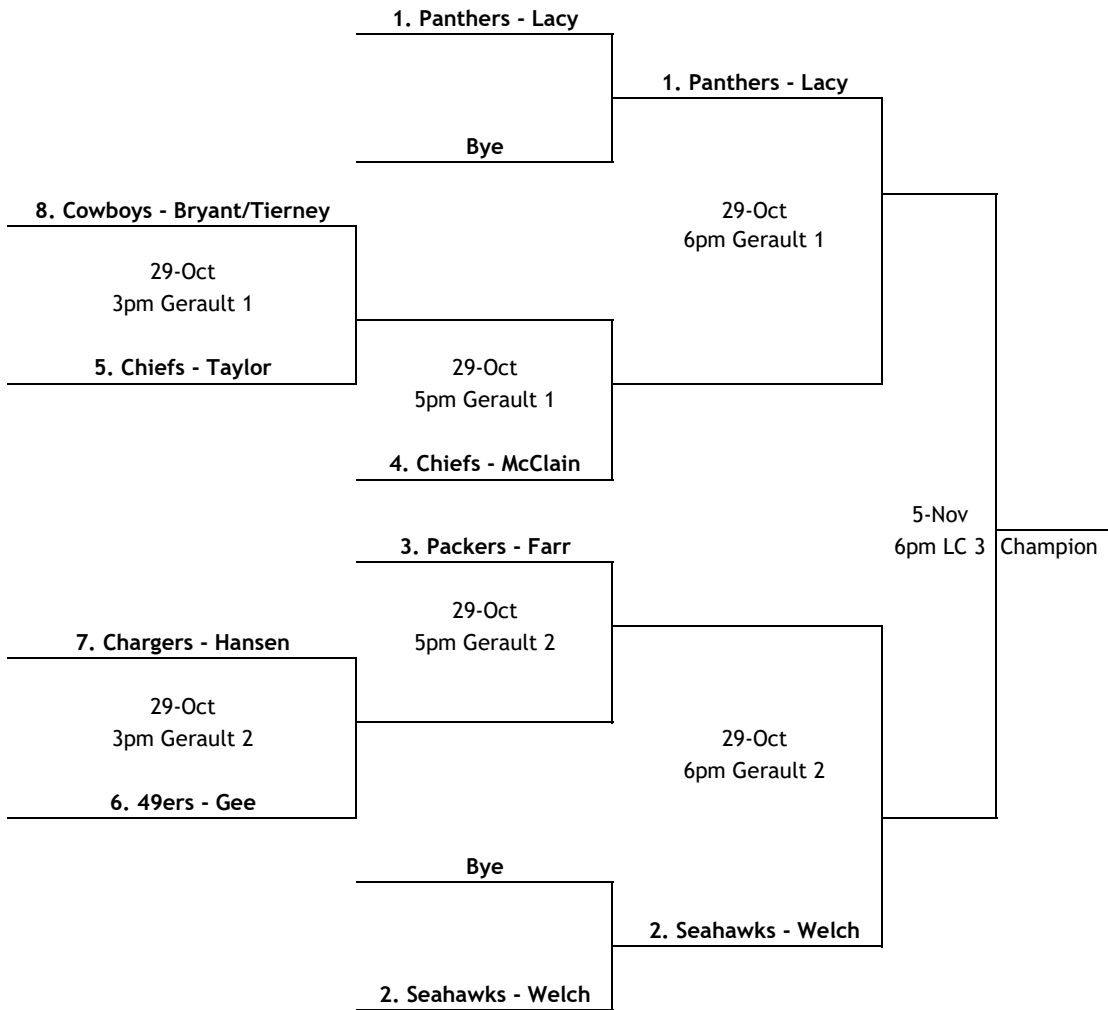 1. Panthers - Lacy
1. Panthers - Lacy
Bye
8. Cowboys - Bryant/Tierney
29-Oct
6pm Gerault 1
29-Oct
3pm Gerault 1
5. Chiefs - Taylor
29-Oct
5pm Gerault 1
4. Chiefs - McClain
5-Nov
6pm LC 3
Champion
3. Packers - Farr
29-Oct
5pm Gerault 2
7. Chargers - Hansen
29-Oct
3pm Gerault 2
29-Oct
6pm Gerault 2
6. 49ers - Gee
Bye
2. Seahawks - Welch
2. Seahawks - Welch